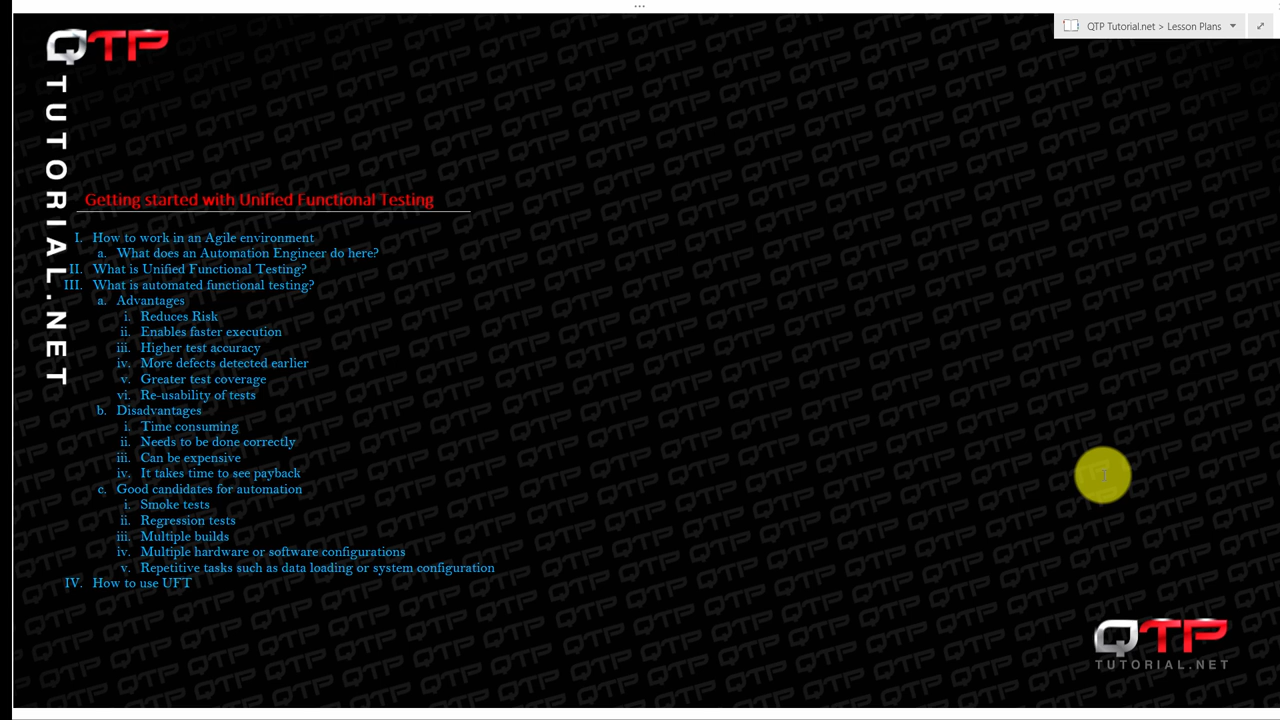 QTP Tutorial.net > Lesson Plans
QTP
TUTORIAL.NET
Getting started with Unified Functional Testing
I. How to work in an Agile environment
a. What does an Automation Engineer do here?
II. What is Unified Functional Testing?
III. What is automated functional testing?
a. Advantages
i. Reduces Risk
ii. Enables faster execution
iii. Higher test accuracy
iv. More defects detected earlier
v. Greater test coverage
vi. Re-usability of tests
b. Disadvantages
i. Time consuming
ii. Needs to be done correctly
iii. Can be expensive
iv. It takes time to see payback
c. Good candidates for automation
i. Smoke tests
ii. Regression tests
iii. Multiple builds
iv. Multiple hardware or software configurations
v. Repetitive tasks such as data loading or system configuration
IV. How to use UFT
QTP
TUTORIAL.NET